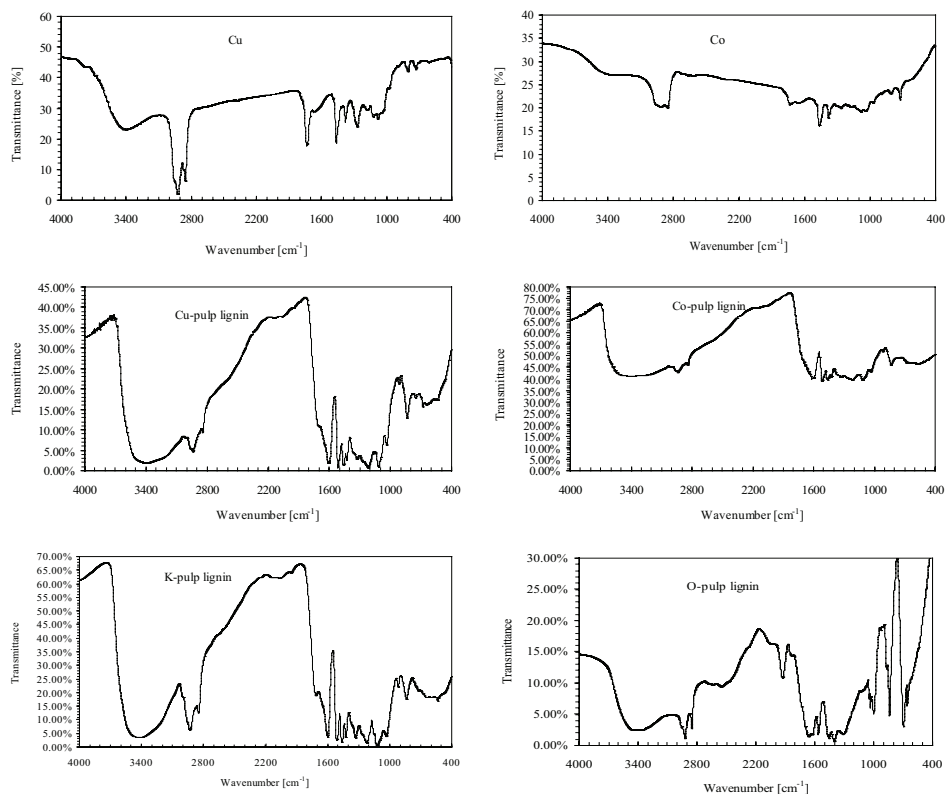 60
50
40
30
20
10
0
Transmittance [%]
Cu
4000 3400 2800 2200 1600 1000 400
Wavenumber [cm-1]
40
35
30
25
20
15
10
5
0
Transmittance [%]
Co
4000 3400 2800 2200 1600 1000 400
Wavenumber [cm-1]
45.00%
40.00%
35.00%
30.00%
25.00%
20.00%
15.00%
10.00%
5.00%
0.00%
Transmittance
Cu-pulp lignin
4000 3400 2800 2200 1600 1000 400
Wavenumber [cm-1]
80.00%
75.00%
70.00%
65.00%
60.00%
55.00%
50.00%
45.00%
40.00%
35.00%
30.00%
25.00%
20.00%
15.00%
10.00%
5.00%
0.00%
Transmittance
Co-pulp lignin
4000 3400 2800 2200 1600 1000 400
Wavenumber [cm-1]
70.00%
65.00%
60.00%
55.00%
50.00%
45.00%
40.00%
35.00%
30.00%
25.00%
20.00%
15.00%
10.00%
5.00%
0.00%
Transmittance
K-pulp lignin
4000 3400 2800 2200 1600 1000 400
Wavenumber [cm-1]
30.00%
25.00%
20.00%
15.00%
10.00%
5.00%
0.00%
Transmittance
O-pulp lignin
4000 3400 2800 2200 1600 1000 400
Wavenumber [cm-1]